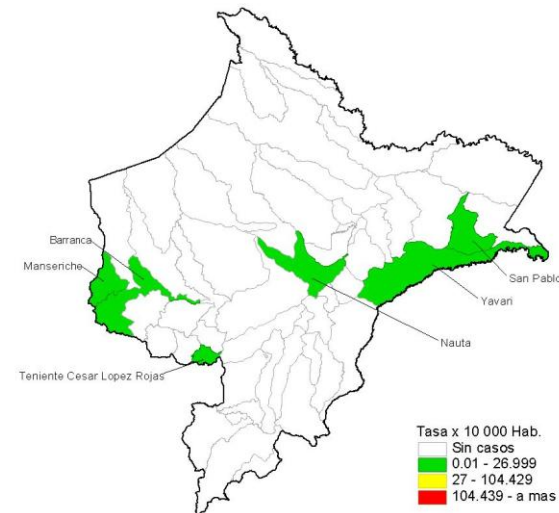 Barranca
Manseriche
San Pablo
Yavari
Nauta
Teniente Cesar Lopez Rojas
Tasa x 10 000 Hab.
Sin casos
0.01 - 26.999
27 - 104.429
104.439 - a mas